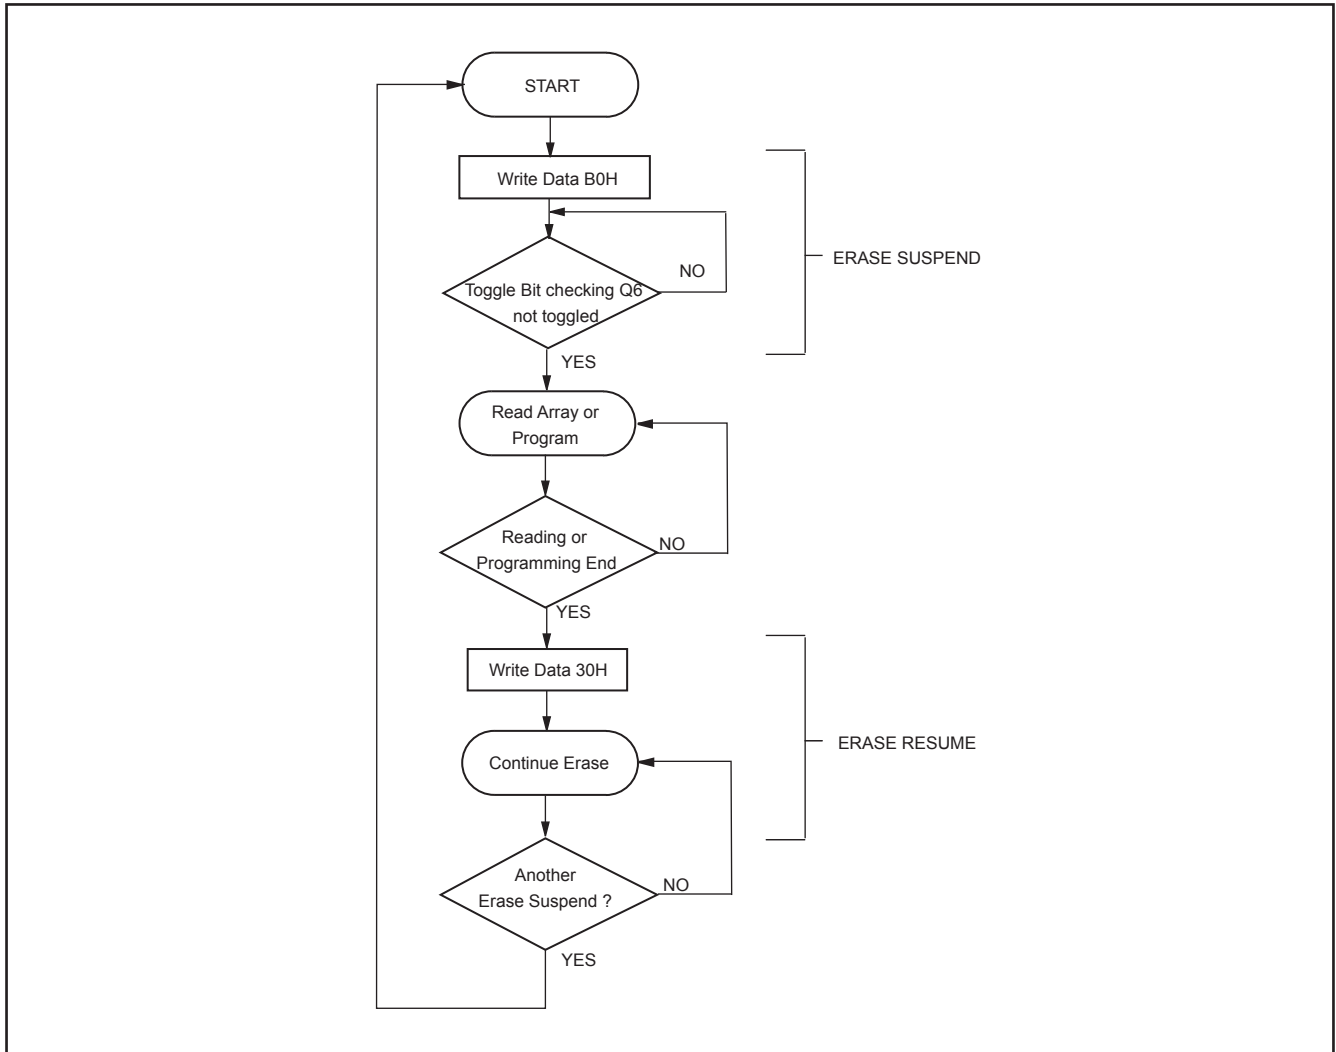 START
Write Data B0H
ERASE SUSPEND
NO
Toggle Bit checking Q6
not toggled
YES
Read Array or
Program
Reading or
NO
Programming End
YES
Write Data 30H
ERASE RESUME
Continue Erase
Another
NO
Erase Suspend ?
YES